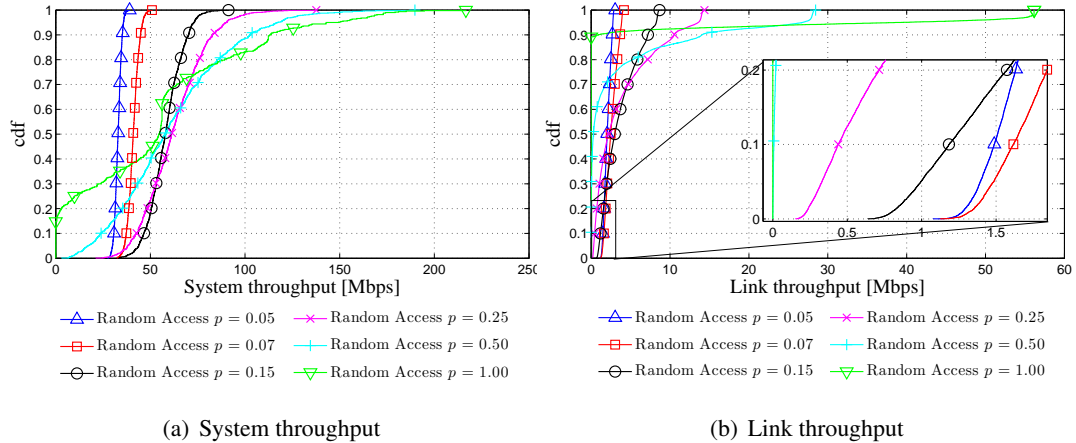 1
0.9
0.8
0.7
0.6
0.5
0.4
0.3
0.2
0.1
0
cdf
0 50 100 150 200 250
System throughput [Mbps]
Random Access p = 0.05
Random Access p = 0.25
Random Access p = 0.07
Random Access p = 0.50
Random Access p = 0.15
Random Access p = 1.00
(a) System throughput
1
0.9
0.8
0.7
0.6
0.5
0.4
0.3
0.2
0.1
0
cdf
0.2
0.1
0
0 0.5 1 1.5
0 10 20 30 40 50 60
Link throughput [Mbps]
Random Access p = 0.05
Random Access p = 0.25
Random Access p = 0.07
Random Access p = 0.50
Random Access p = 0.15
Random Access p = 1.00
(b) Link throughput